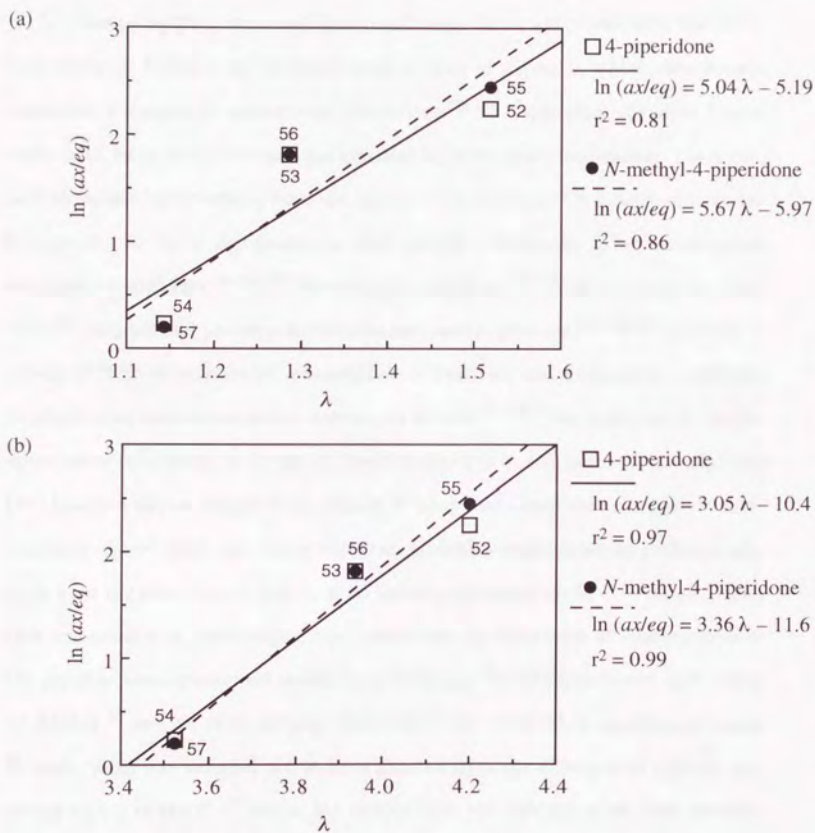 (a)
3
2
1
0
1.1
1.2
1.3
1.4
1.5
1.6
ln (ax/eq)
λ
56
53
55
52
54
57
4-piperidone
ln (ax/eq) = 5.04 λ – 5.19
r² = 0.81
N-methyl-4-piperidone
ln (ax/eq) = 5.67 λ – 5.97
r² = 0.86
(b)
3
2
1
0
3.4
3.6
3.8
4.0
4.2
4.4
ln (ax/eq)
λ
55
52
56
53
54
57
4-piperidone
ln (ax/eq) = 3.05 λ – 10.4
r² = 0.97
N-methyl-4-piperidone
ln (ax/eq) = 3.36 λ – 11.6
r² = 0.99